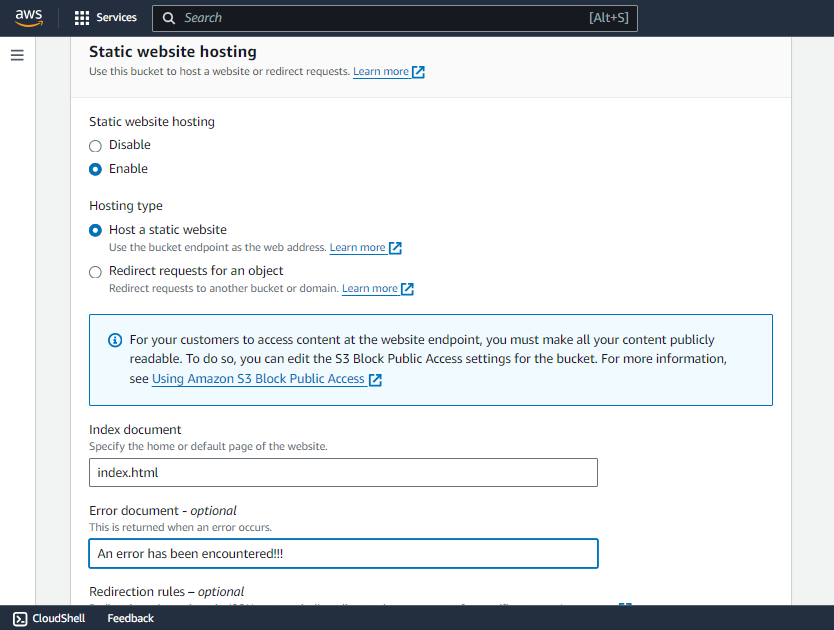 aws
Services
Search
[Alt+S]
Static website hosting
Use this bucket to host a website or redirect requests. Learn more
Static website hosting
Disable
Enable
Hosting type
Host a static website
Use the bucket endpoint as the web address. Learn more
Redirect requests for an object
Redirect requests to another bucket or domain. Learn more
For your customers to access content at the website endpoint, you must make all your content publicly
readable. To do so, you can edit the S3 Block Public Access settings for the bucket. For more information,
see Using Amazon S3 Block Public Access
Index document
Specify the home or default page of the website.
index.html
Error document - optional
This is returned when an error occurs.
An error has been encountered!!!
Redirection rules – optional
CloudShell
Feedback